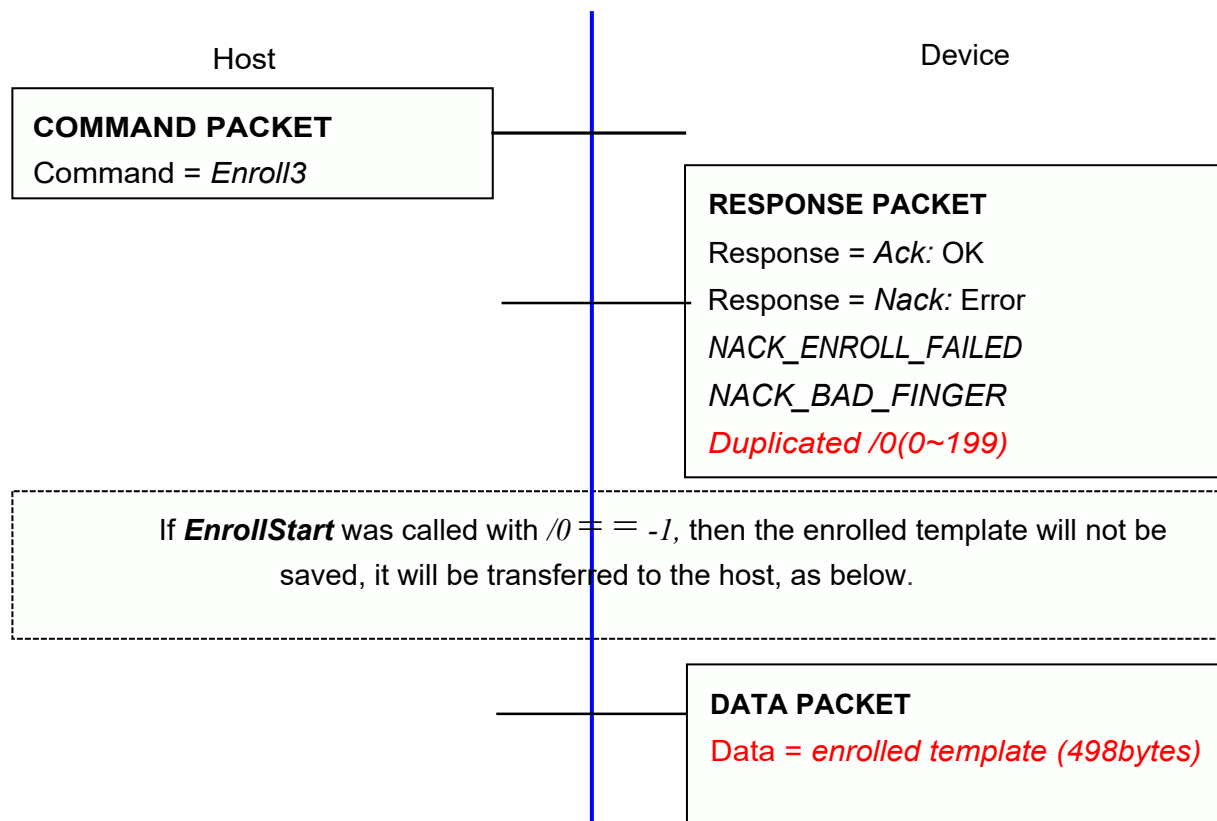 Host
Device
COMMAND PACKET
Command = Enroll3
RESPONSE PACKET
Response = Ack: OK
Response = Nack: Error
NACK_ENROLL_FAILED
NACK_BAD_FINGER
Duplicated /0(0~199)
If EnrollStart was called with /0 = = -1, then the enrolled template will not be
saved, it will be transferred to the host, as below.
DATA PACKET
Data = enrolled template (498bytes)